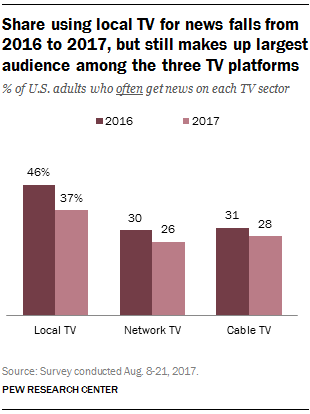 Share using local TV for news falls from
2016 to 2017, but still makes up largest
audience among the three TV platforms
% of U.S. adults who often get news on each TV sector
2016 2017
46%
37%
30
26
31
28
Local TV Network TV Cable TV
Source: Survey conducted Aug. 8-21, 2017.
PEW RESEARCH CENTER